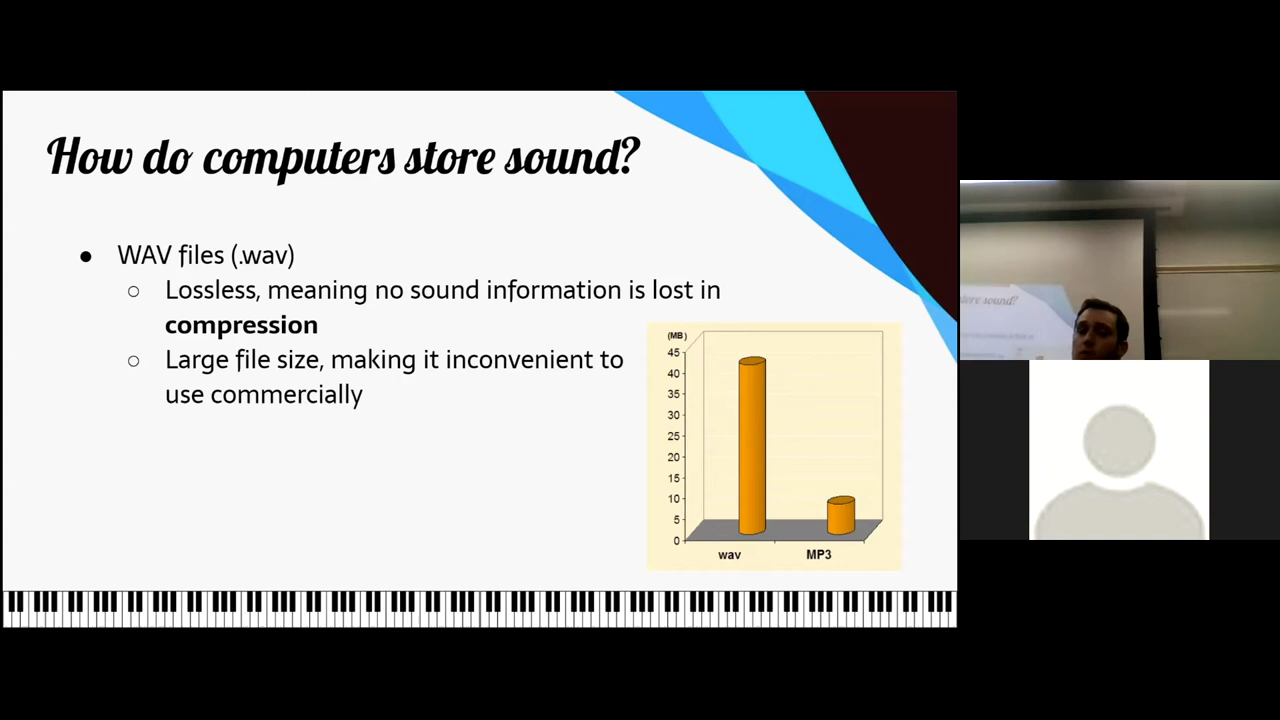 How do computers store sound?
● WAV files (.wav)
○ Lossless, meaning no sound information is lost in
compression
○ Large file size, making it inconvenient to
use commercially
(MB)
45
40
35
30
25
20
15
10
5
0
wav MP3
sound?